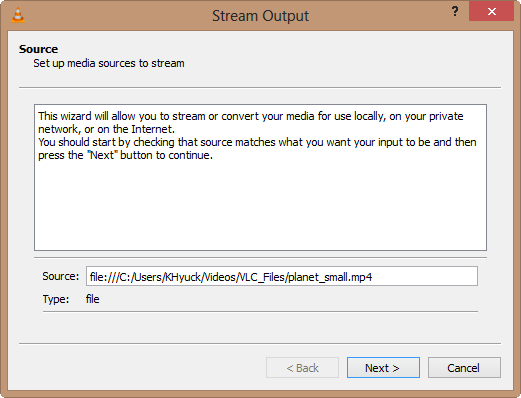 Stream Output
?
Source
Set up media sources to stream
This wizard will allow you to stream or convert your media for use locally, on your private
network, or on the Internet.
You should start by checking that source matches what you want your input to be and then
press the "Next" button to continue.
Source: file:///C:/Users/KHyuck/Videos/VLC_Files/planet_small.mp4
Type: file
< Back
Next >
Cancel